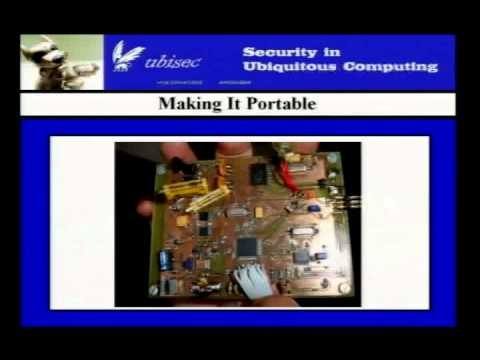 ubisec
Security in
Ubiquitous Computing
Making It Portable